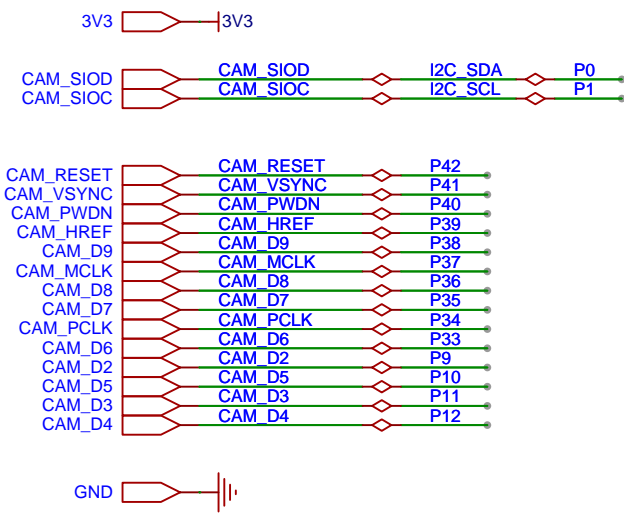 3V3 3V3
CAM_SIOD CAM_SIOD I2C_SDA P0
CAM_SIOC CAM_SIOC I2C_SCL P1
CAM_RESET CAM_RESET P42
CAM_VSYNC CAM_VSYNC P41
CAM_PWDN CAM_PWDN P40
CAM_HREF CAM_HREF P39
CAM_D9 CAM_D9 P38
CAM_MCLK CAM_MCLK P37
CAM_D8 CAM_D8 P36
CAM_D7 CAM_D7 P35
CAM_PCLK CAM_PCLK P34
CAM_D6 CAM_D6 P33
CAM_D2 CAM_D2 P9
CAM_D5 CAM_D5 P10
CAM_D3 CAM_D3 P11
CAM_D4 CAM_D4 P12
GND